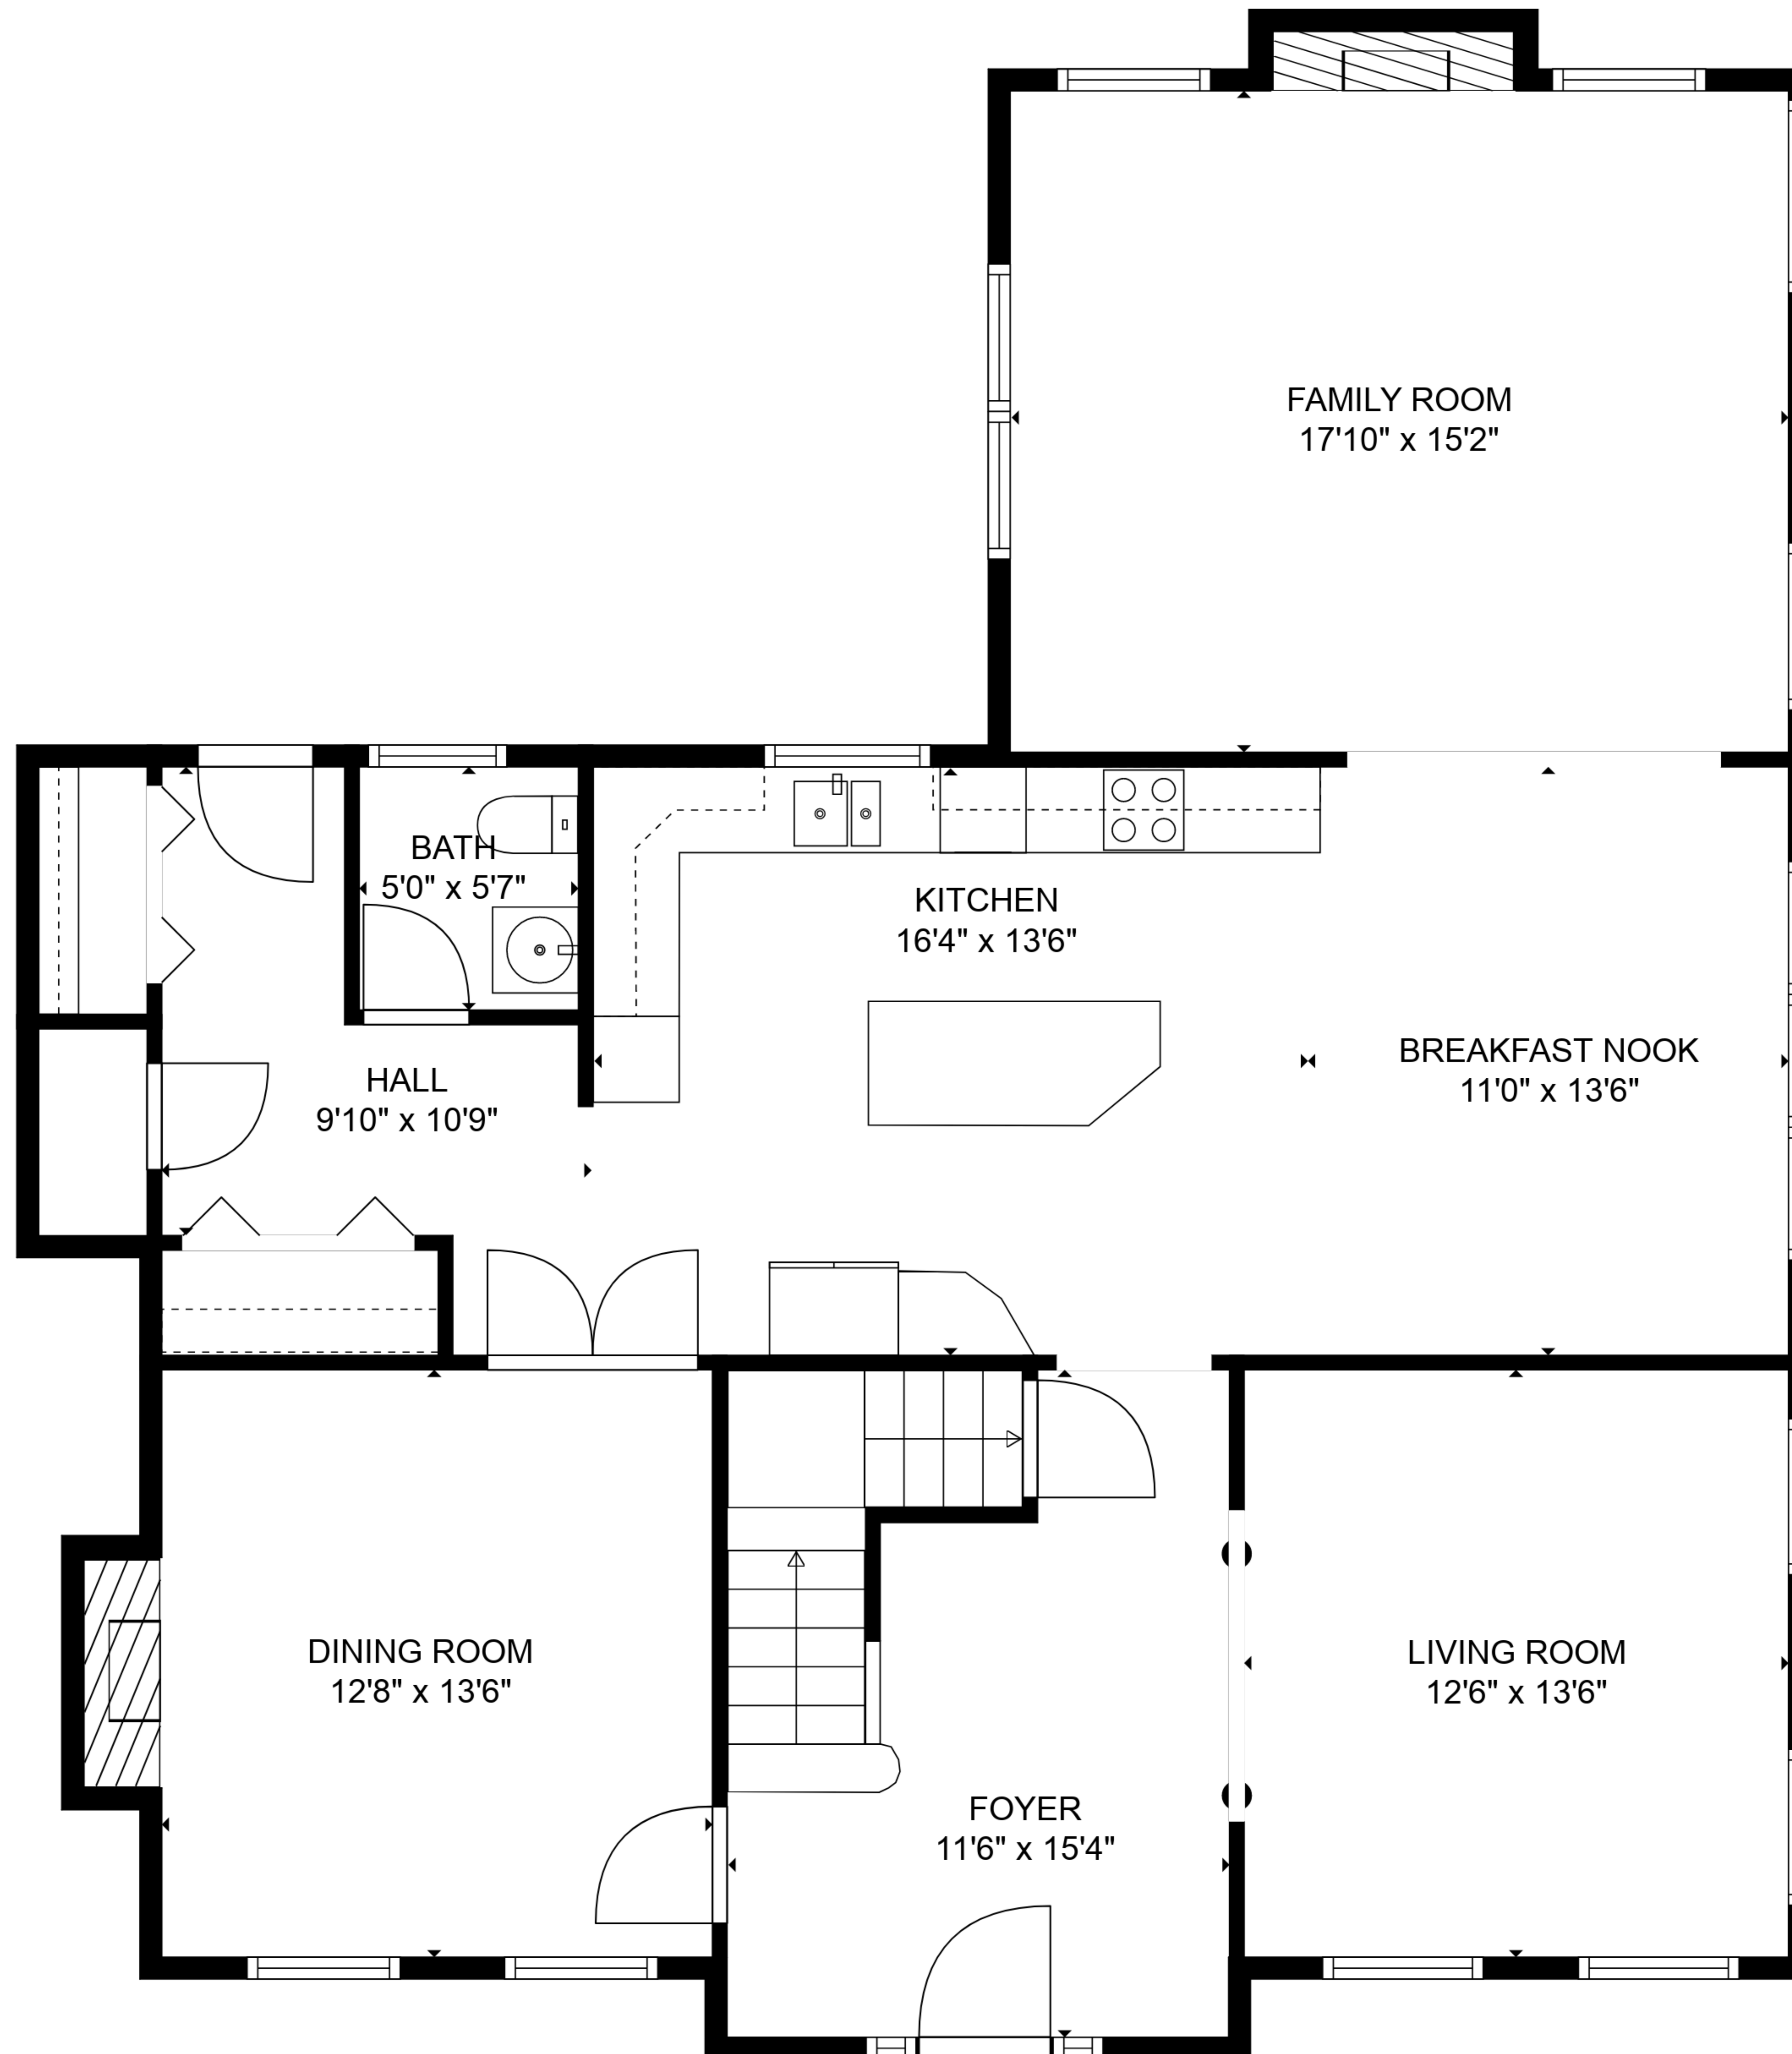 FAMILY ROOM
17'10" x 15'2"
BATH
5'0" x 5'7"
KITCHEN
16'4" x 13'6"
HALL
9'10" x 10'9"
BREAKFAST NOOK
11'0" x 13'6"
DINING ROOM
12'8" x 13'6"
LIVING ROOM
12'6" x 13'6"
FOYER
11'6" x 15'4"